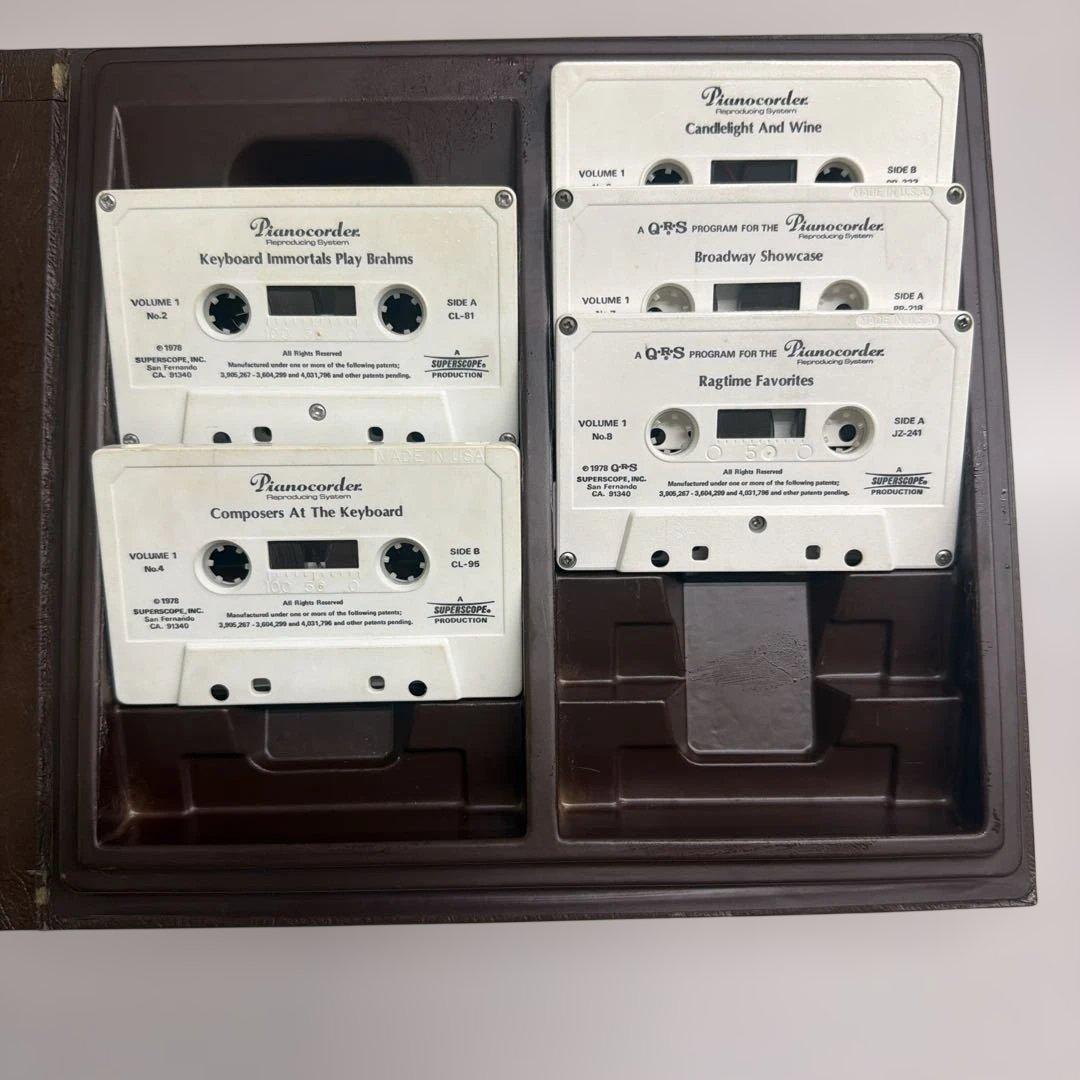 Pianocorder
Reproducing System
Keyboard Immortals Play Brahms
VOLUME 1
No.2
SIDE A
CL-81
© 1978
SUPERSCOPE, INC.
San Fernando
CA. 91340
All Rights Reserved
Manufactured under one or more of the following patents;
3,905,267 - 3,604,299 and 4,031,796 and other patents pending.
A
SUPERSCOPE®
PRODUCTION
MADE IN USA
Pianocorder
Reproducing System
Composers At The Keyboard
VOLUME 1
No.4
SIDE B
CL-95
100 50 0
© 1978
SUPERSCOPE, INC.
San Fernando
CA. 91340
All Rights Reserved
Manufactured under one or more of the following patents;
3,905,267 - 3,604,299 and 4,031,796 and other patents pending.
A
SUPERSCOPE®
PRODUCTION
Pianocorder
Reproducing System
Candlelight And Wine
VOLUME 1
SIDE B
MADE IN U.S.A.
A Q·R·S PROGRAM FOR THE Pianocorder
Reproducing System
Broadway Showcase
VOLUME 1
SIDE A
PR-218
MADE IN U.S.A.
A Q·R·S PROGRAM FOR THE Pianocorder
Reproducing System
Ragtime Favorites
VOLUME 1
No.8
SIDE A
JZ-241
© 1978 Q·R·S
SUPERSCOPE, INC.
San Fernando
CA. 91340
All Rights Reserved
Manufactured under one or more of the following patents;
3,905,267 - 3,604,299 and 4,031,796 and other patents pending.
A
SUPERSCOPE®
PRODUCTION